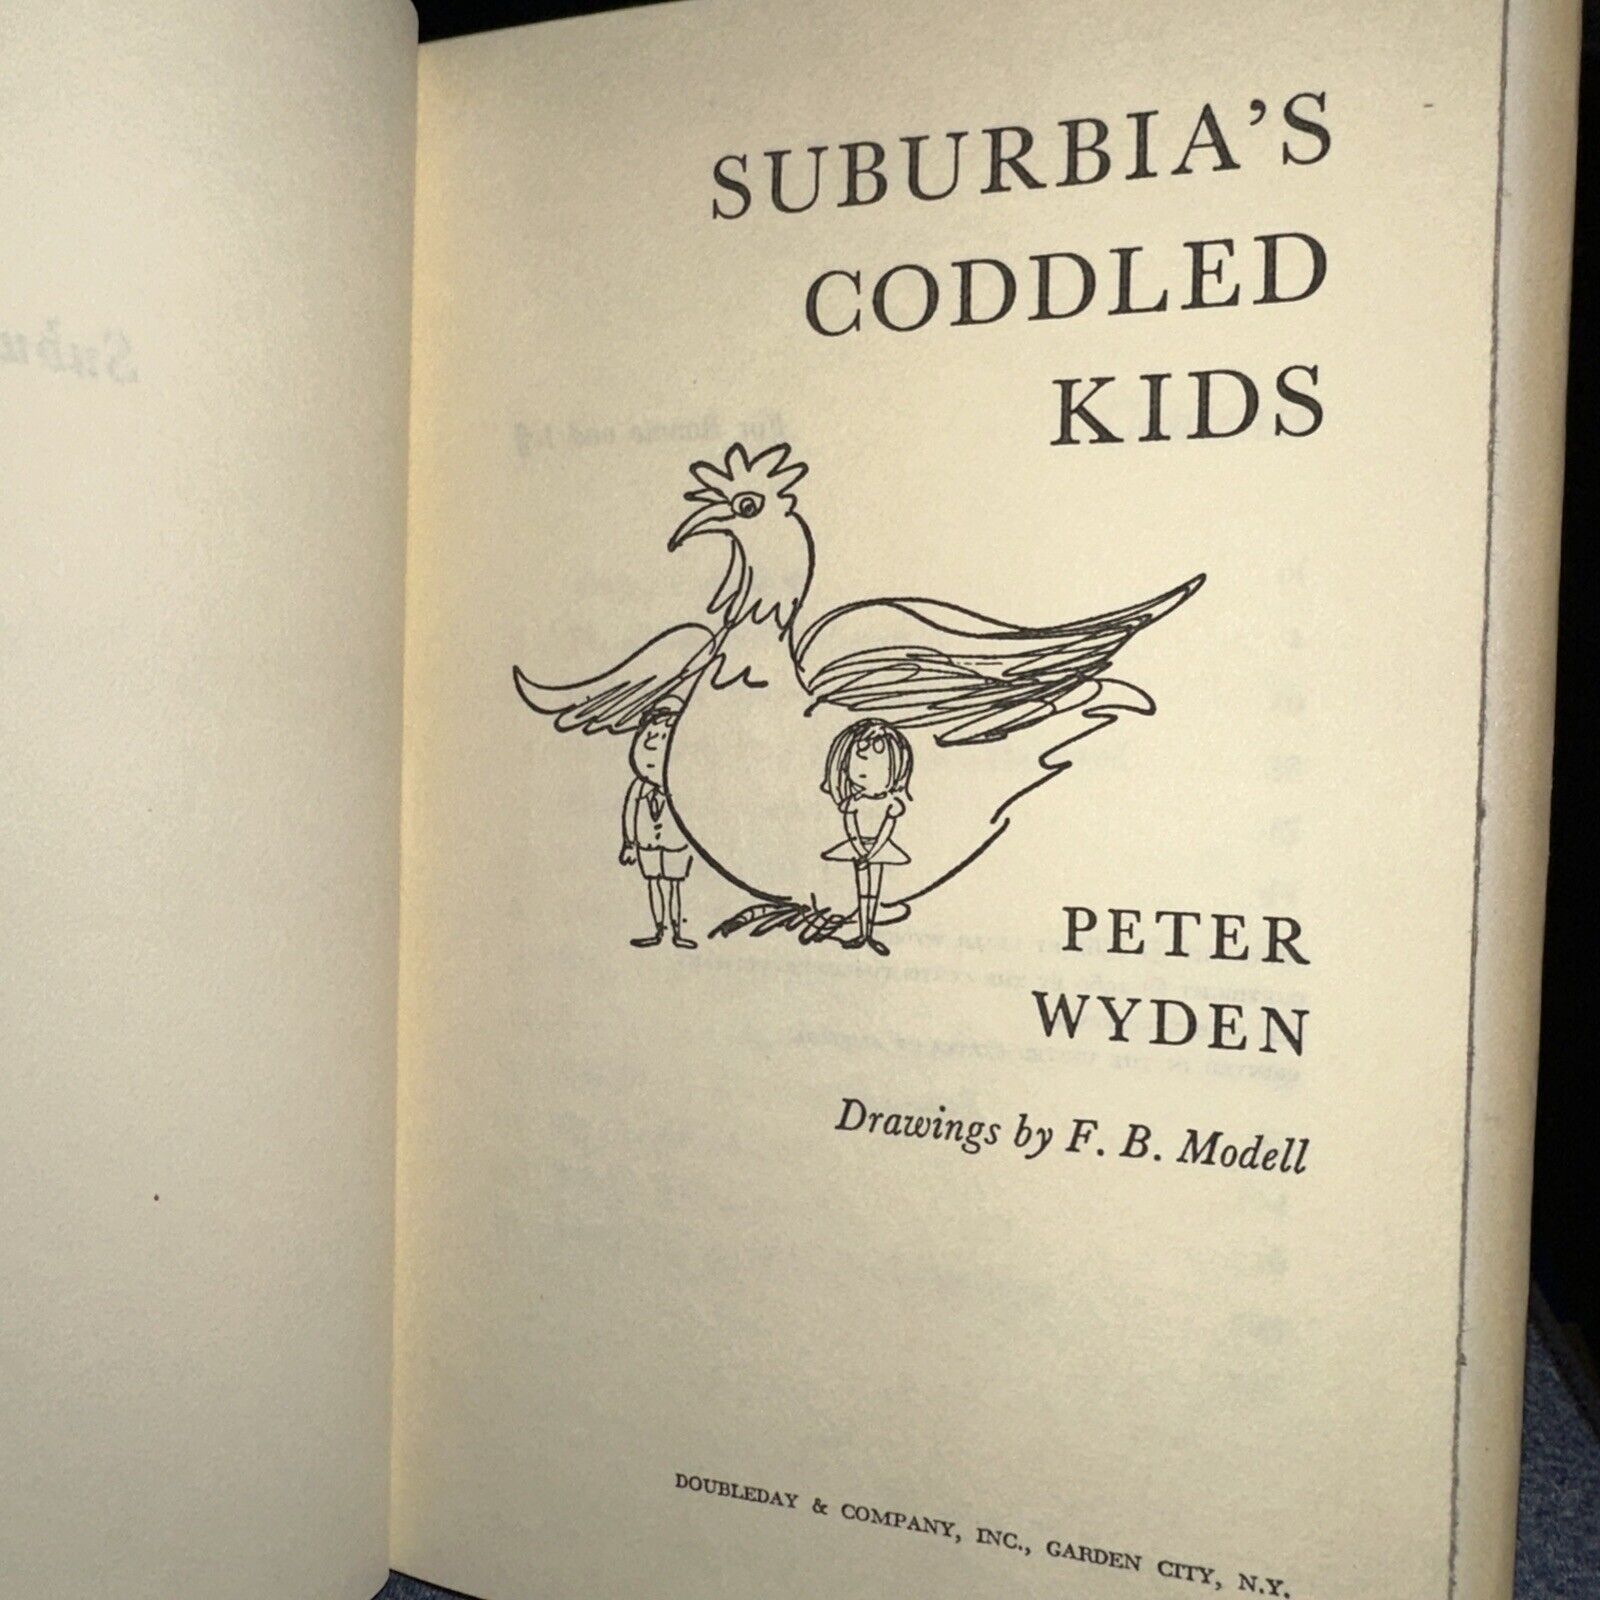 SUBURBIA'S
CODDLED
KIDS
PETER
WYDEN
Drawings by F. B. Modell
DOUBLEDAY & COMPANY, INC., GARDEN CITY, N.Y.